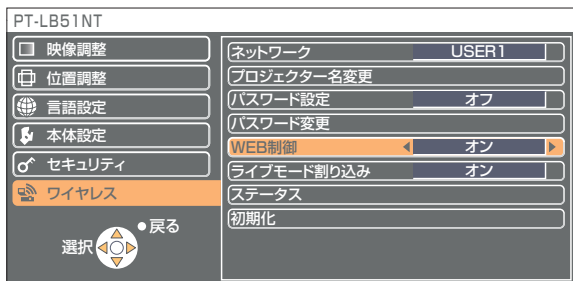 PT-LB51NT
映像調整
位置調整
言語設定
本体設定
セキュリティ
ワイヤレス
戻る
選択
ネットワーク USER1
プロジェクター名変更
パスワード設定 オフ
パスワード変更
WEB制御 オン
ライブモード割り込み オン
ステータス
初期化